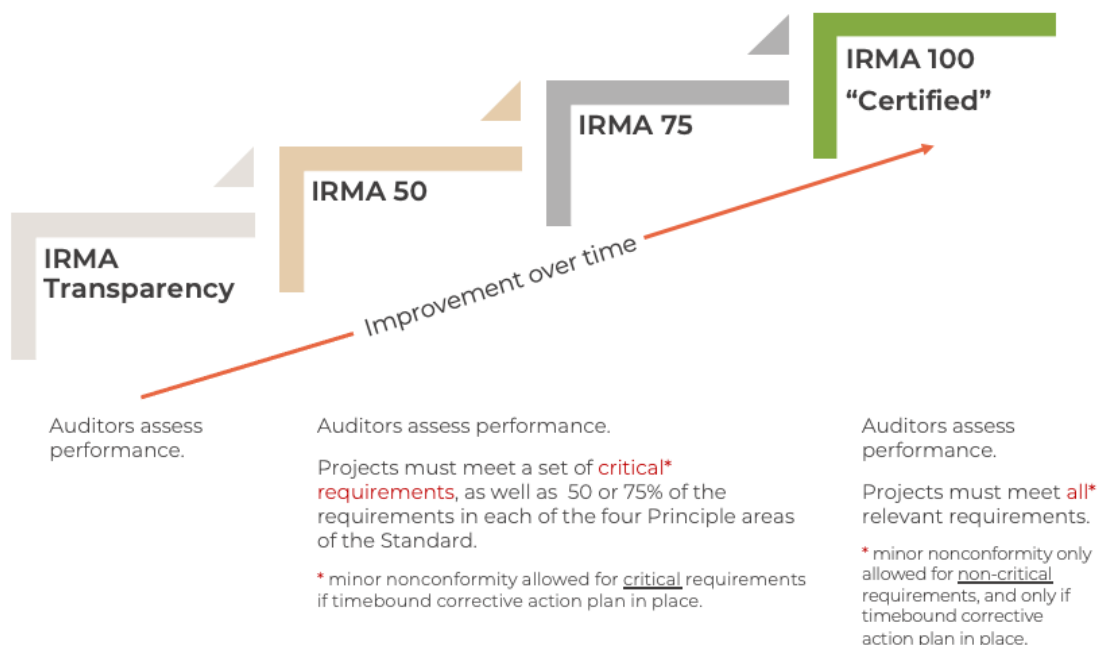 IRMA
Transparency
IRMA 50
IRMA 75
IRMA 100
“Certified”
Improvement over time
Auditors assess
performance.
Auditors assess performance.
Projects must meet a set of critical*
requirements, as well as 50 or 75% of the
requirements in each of the four Principle areas
of the Standard.
* minor nonconformity allowed for critical requirements
if timebound corrective action plan in place.
Auditors assess
performance.
Projects must meet all*
relevant requirements.
* minor nonconformity only
allowed for non-critical
requirements, and only if
timebound corrective
action plan in place.